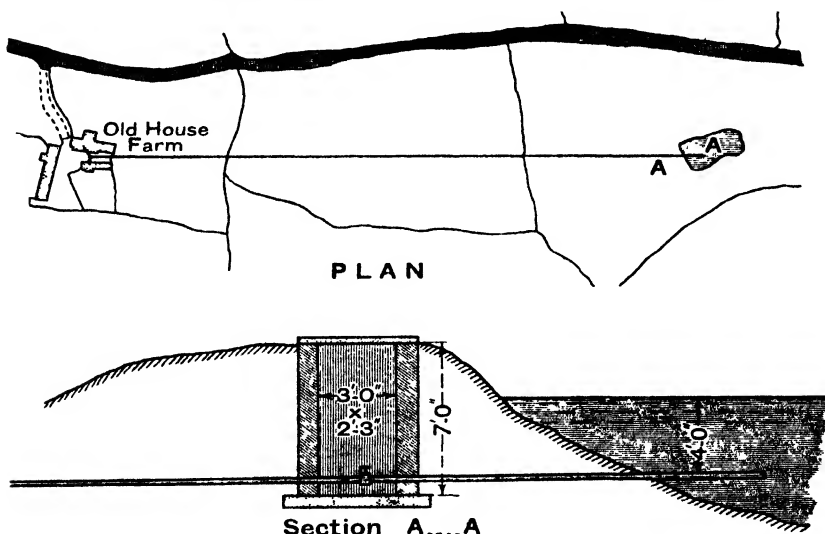 Old House
Farm
A
A
PLAN
3'·0"
×
2'·3"
7'·0"
4'·0"
Section A.....A